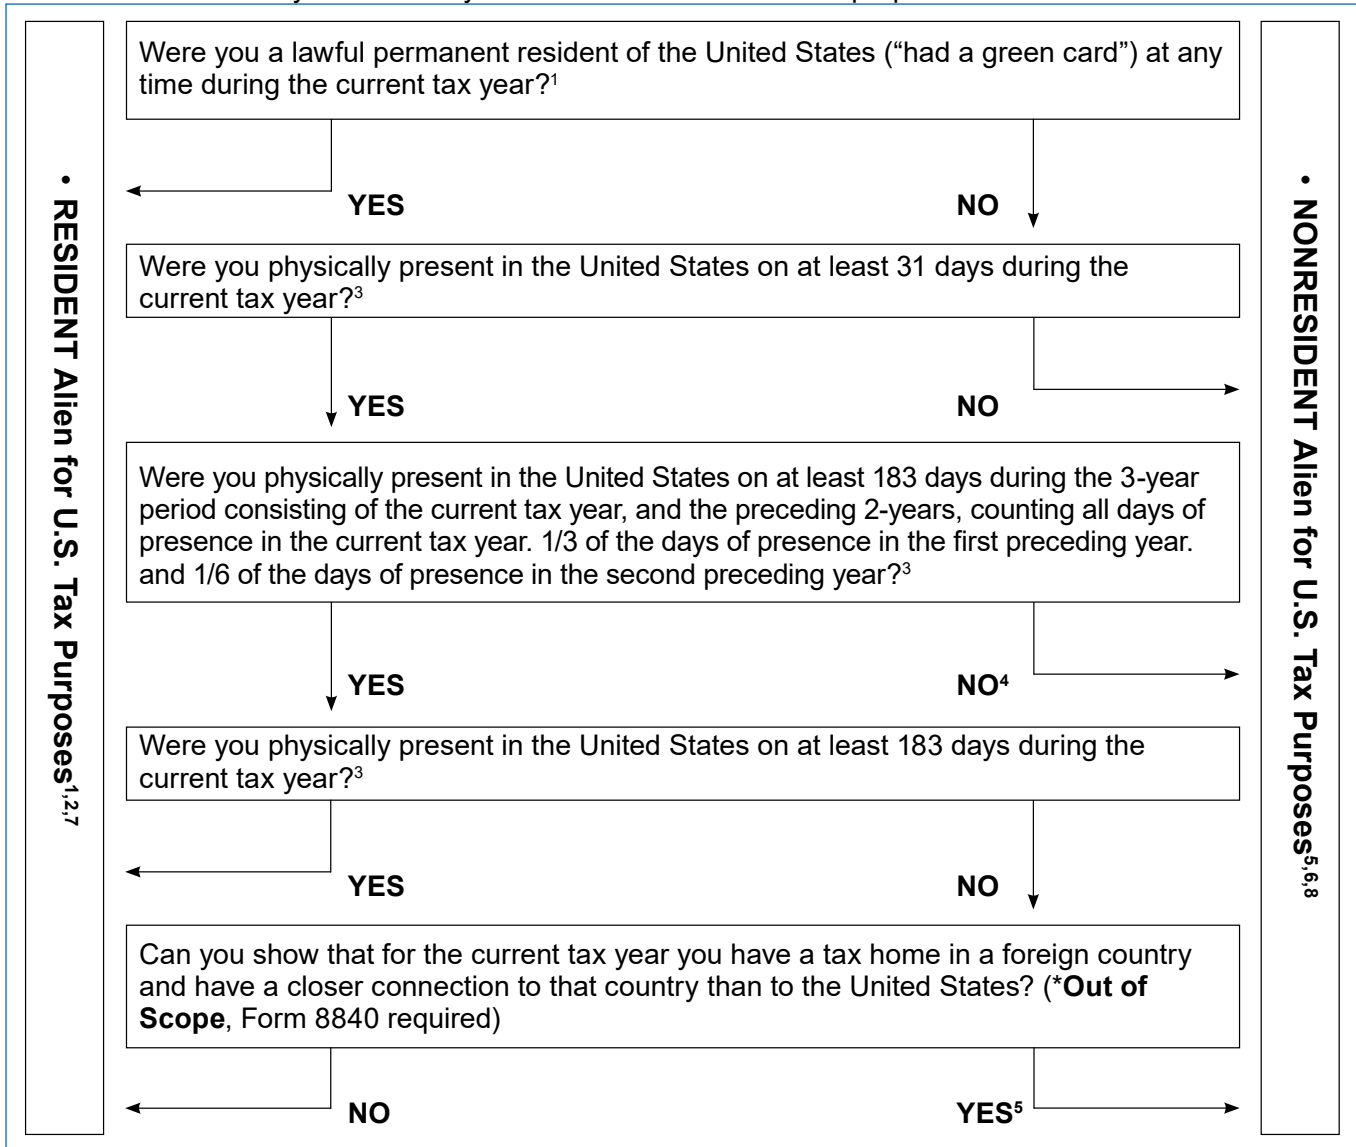 Were you a lawful permanent resident of the United States (“had a green card”) at any
time during the current tax year?¹
YES
NO
Were you physically present in the United States on at least 31 days during the
current tax year?³
YES
NO
Were you physically present in the United States on at least 183 days during the 3-year
period consisting of the current tax year, and the preceding 2-years, counting all days of
presence in the current tax year. 1/3 of the days of presence in the first preceding year.
and 1/6 of the days of presence in the second preceding year?³
YES
NO⁴
Were you physically present in the United States on at least 183 days during the
current tax year?³
YES
NO
Can you show that for the current tax year you have a tax home in a foreign country
and have a closer connection to that country than to the United States? (*Out of
Scope, Form 8840 required)
NO
YES⁵
• RESIDENT Alien for U.S. Tax Purposes¹,²,⁷
• NONRESIDENT Alien for U.S. Tax Purposes⁵,⁶,⁸